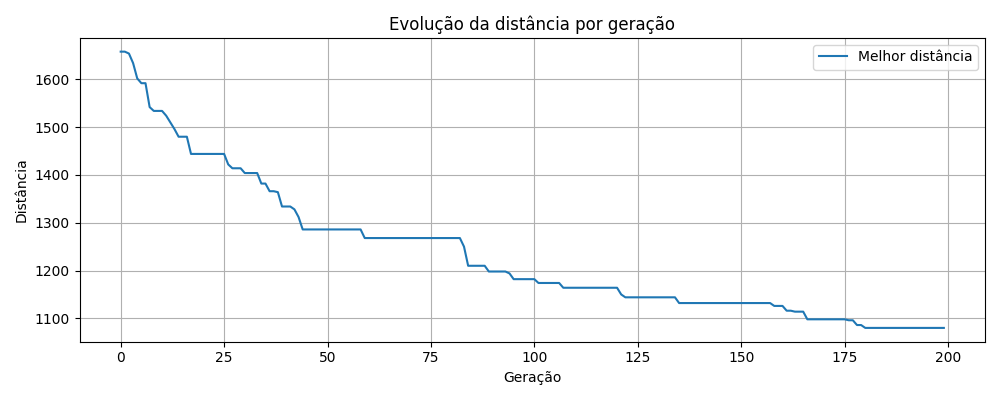 Evolução da distância por geração
Melhor distância
Distância
1600
1500
1400
1300
1200
1100
0 25 50 75 100 125 150 175 200
Geração